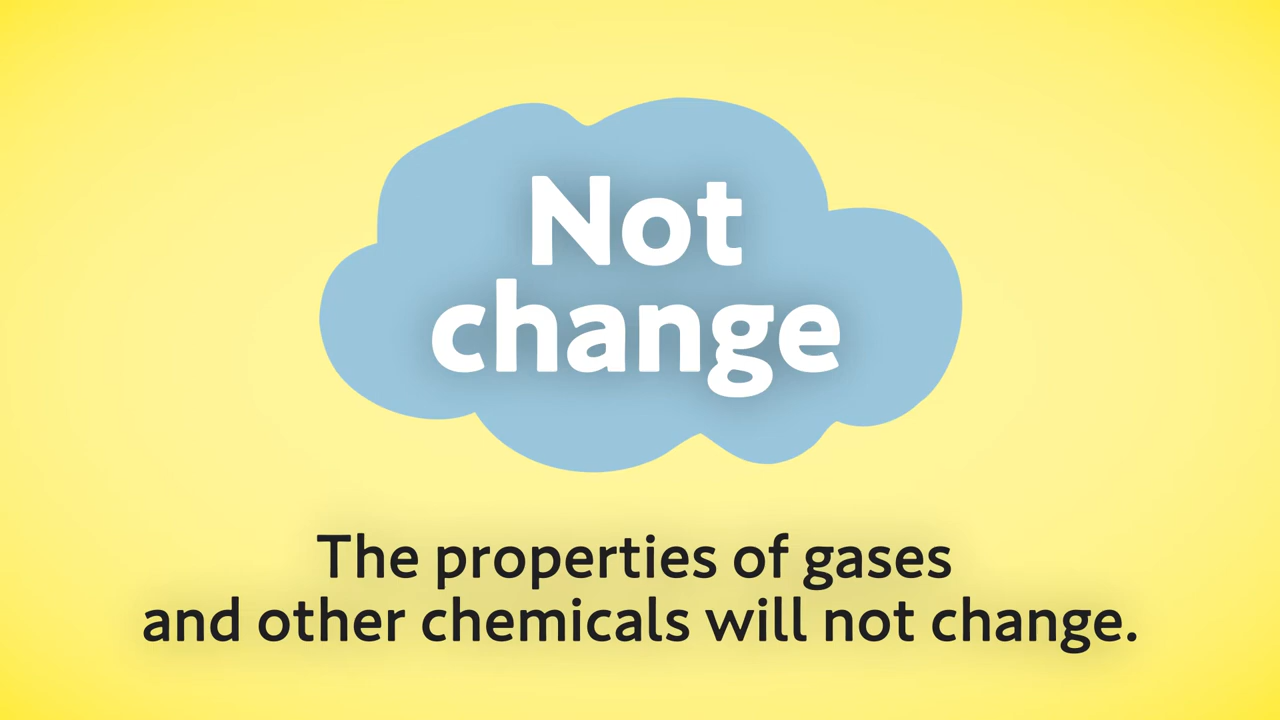 Not
change
The properties of gases
and other chemicals will not change.